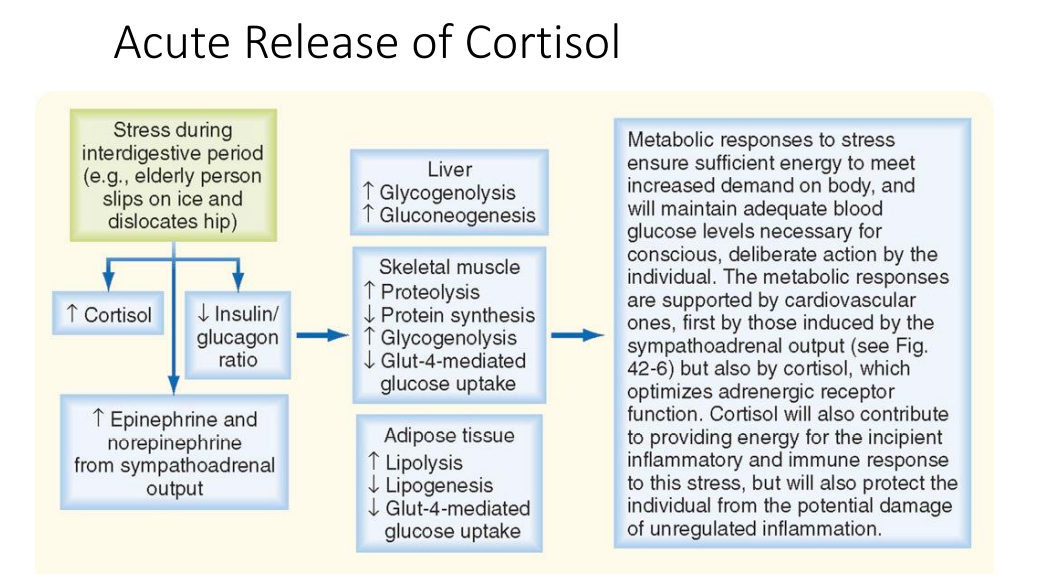 Acute Release of Cortisol
Stress during
interdigestive period
(e.g., elderly person
slips on ice and
dislocates hip)
↑ Cortisol
↓ Insulin/
glucagon
ratio
↑ Epinephrine and
norepinephrine
from sympathoadrenal
output
Liver
↑ Glycogenolysis
↑ Gluconeogenesis
Skeletal muscle
↑ Proteolysis
↓ Protein synthesis
↑ Glycogenolysis
↓ Glut-4-mediated
glucose uptake
Adipose tissue
↑ Lipolysis
↓ Lipogenesis
↓ Glut-4-mediated
glucose uptake
Metabolic responses to stress
ensure sufficient energy to meet
increased demand on body, and
will maintain adequate blood
glucose levels necessary for
conscious, deliberate action by the
individual. The metabolic responses
are supported by cardiovascular
ones, first by those induced by the
sympathoadrenal output (see Fig.
42-6) but also by cortisol, which
optimizes adrenergic receptor
function. Cortisol will also contribute
to providing energy for the incipient
inflammatory and immune response
to this stress, but will also protect the
individual from the potential damage
of unregulated inflammation.